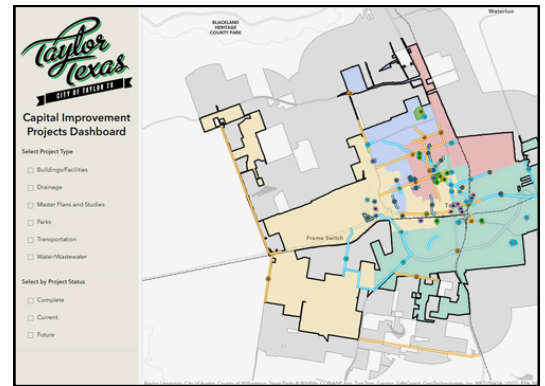 Taylor
Texas
CITY OF TAYLOR TX
Capital Improvement
Projects Dashboard
Select Project Type
Buildings/Facilities
Drainage
Master Plans and Studies
Parks
Transportation
Water/Wastewater
Select by Project Status
Complete
Current
Future
BLACKLAND
HERITAGE
COUNTY PARK
Waterloo
Frame Switch